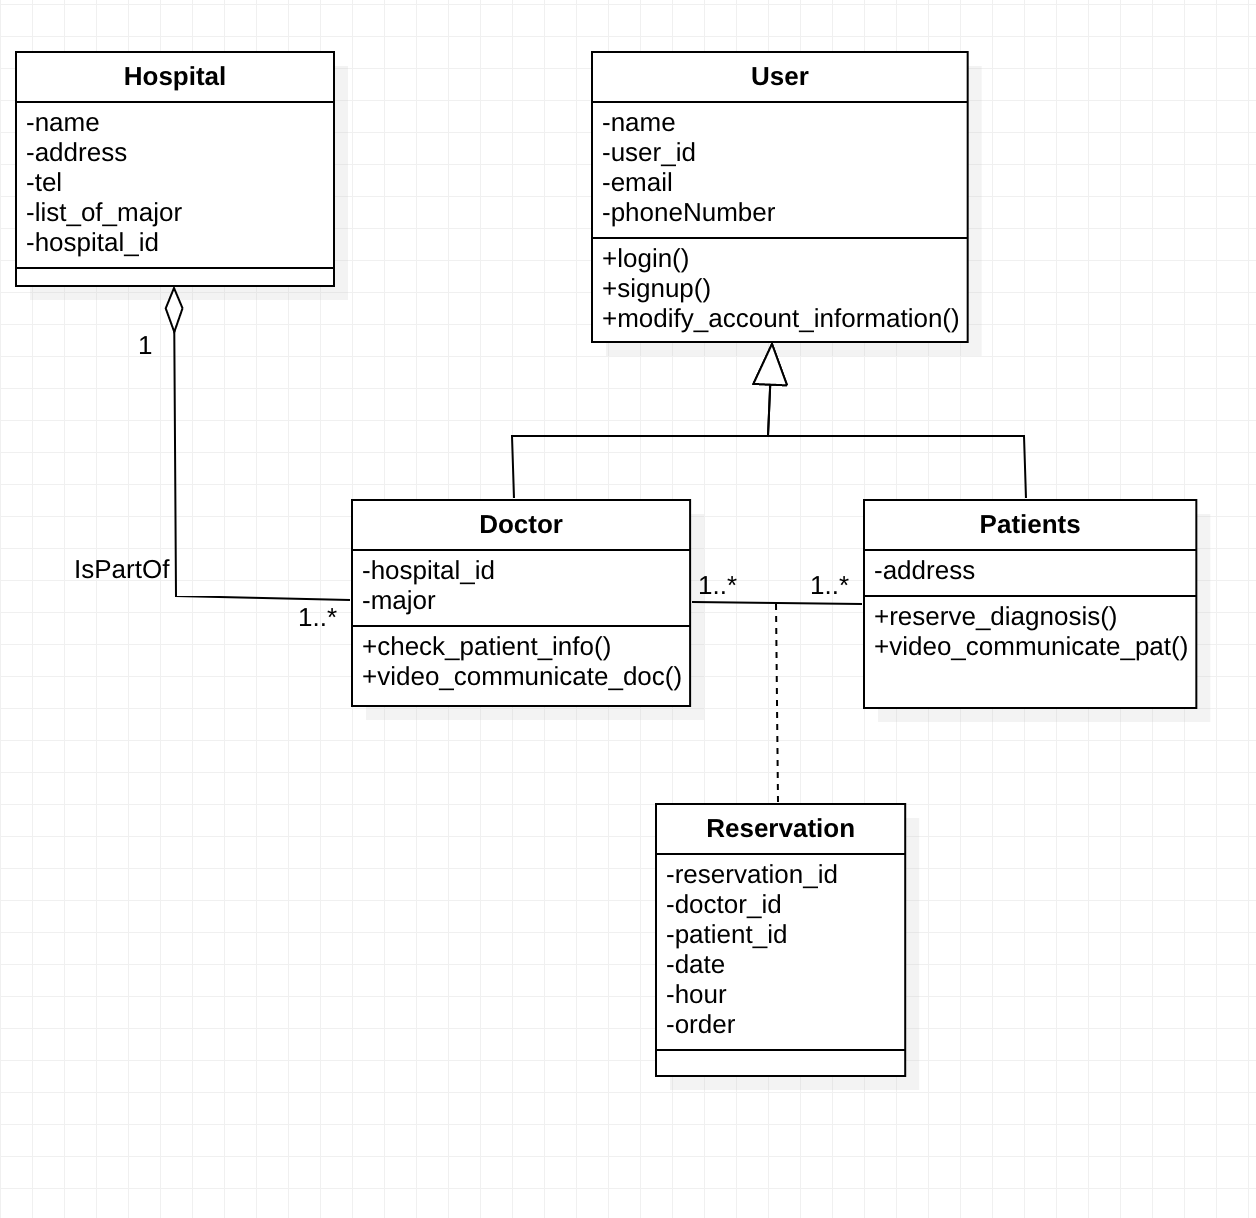 Hospital
-name
-address
-tel
-list_of_major
-hospital_id
User
-name
-user_id
-email
-phoneNumber
+login()
+signup()
+modify_account_information()
1
IsPartOf
1..*
Doctor
-hospital_id
-major
+check_patient_info()
+video_communicate_doc()
1..*
1..*
Patients
-address
+reserve_diagnosis()
+video_communicate_pat()
Reservation
-reservation_id
-doctor_id
-patient_id
-date
-hour
-order